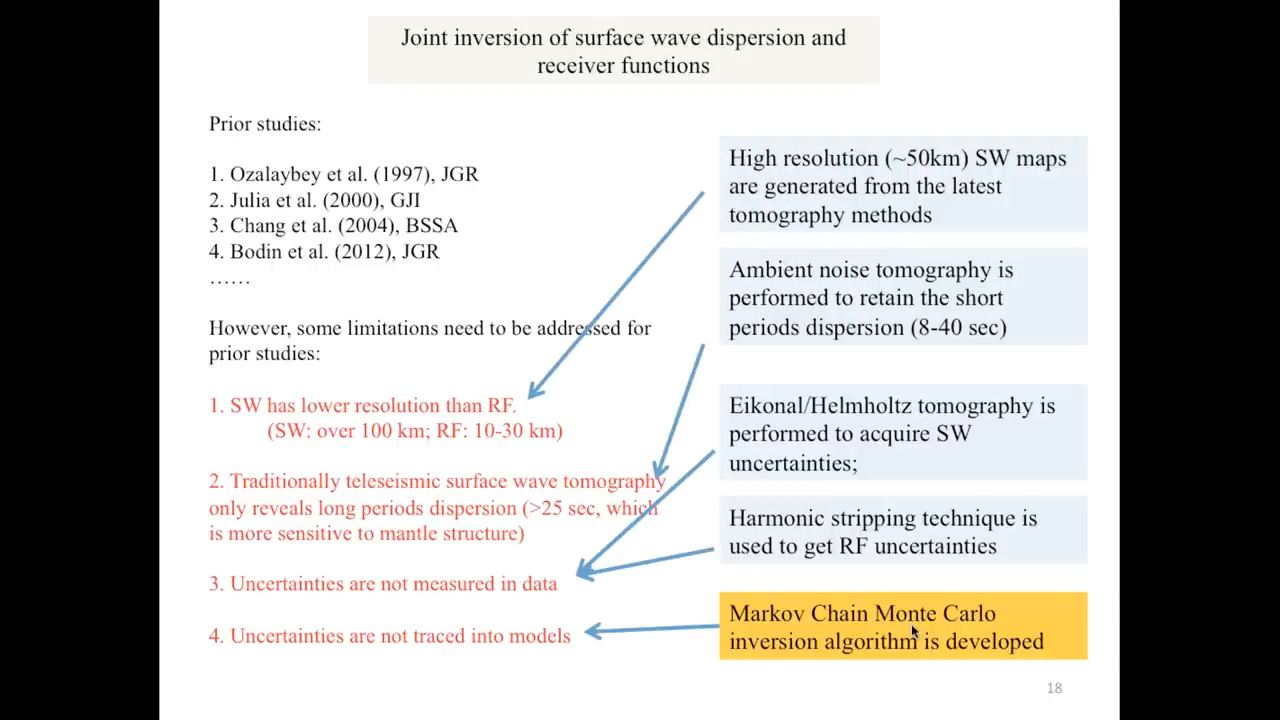 Joint inversion of surface wave dispersion and
receiver functions
Prior studies:
1. Ozalaybey et al. (1997), JGR
2. Julia et al. (2000), GJI
3. Chang et al. (2004), BSSA
4. Bodin et al. (2012), JGR
……
However, some limitations need to be addressed for
prior studies:
1. SW has lower resolution than RF.
(SW: over 100 km; RF: 10-30 km)
2. Traditionally teleseismic surface wave tomography
only reveals long periods dispersion (>25 sec, which
is more sensitive to mantle structure)
3. Uncertainties are not measured in data
4. Uncertainties are not traced into models
High resolution (~50km) SW maps
are generated from the latest
tomography methods
Ambient noise tomography is
performed to retain the short
periods dispersion (8-40 sec)
Eikonal/Helmholtz tomography is
performed to acquire SW
uncertainties;
Harmonic stripping technique is
used to get RF uncertainties
Markov Chain Monte Carlo
inversion algorithm is developed
18